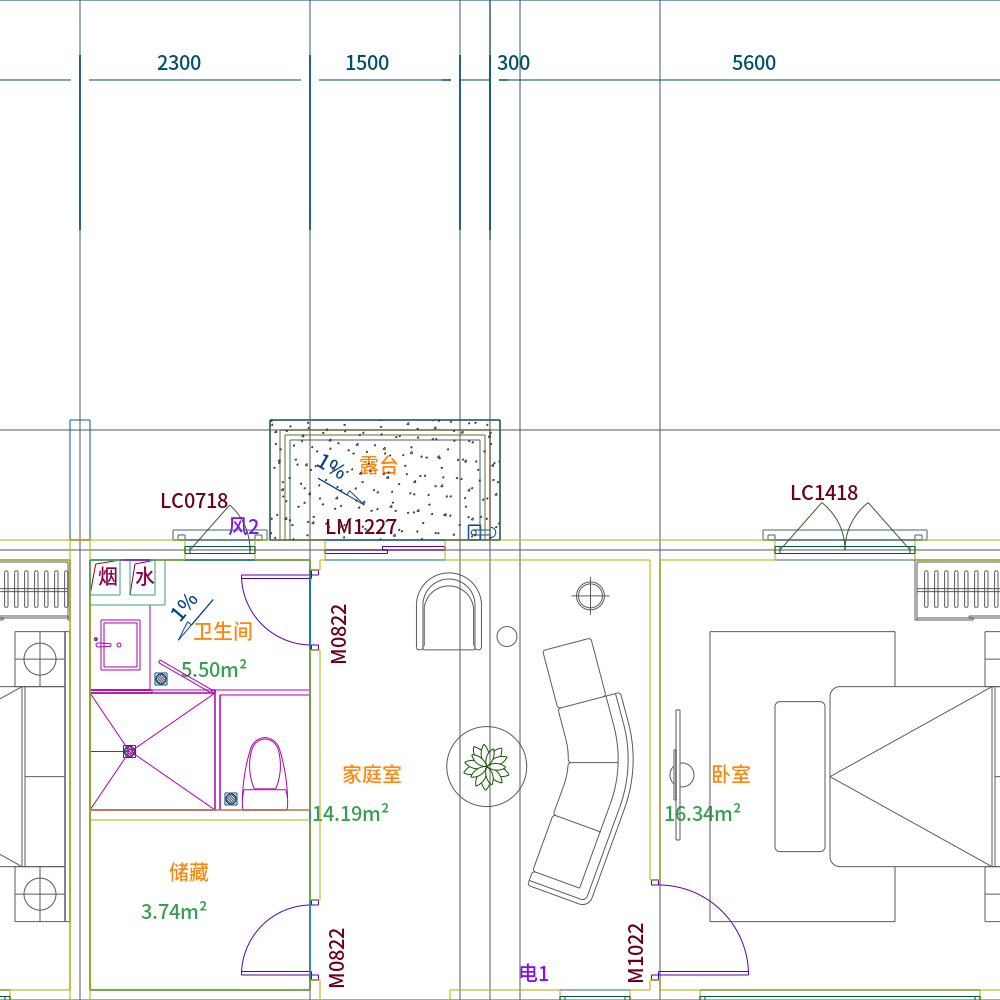 2300
1500
300
5600
1%
露台
LC0718
LC1418
风2
LM1227
烟
水
1%
卫生间
M0822
5.50m²
家庭室
卧室
14.19m²
16.34m²
储藏
3.74m²
M0822
M1022
电1